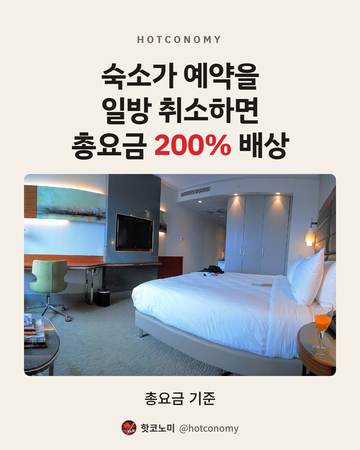 HOTCONOMY
숙소가 예약을
일방 취소하면
총요금 200% 배상
총요금 기준
핫코노미 @hotconomy